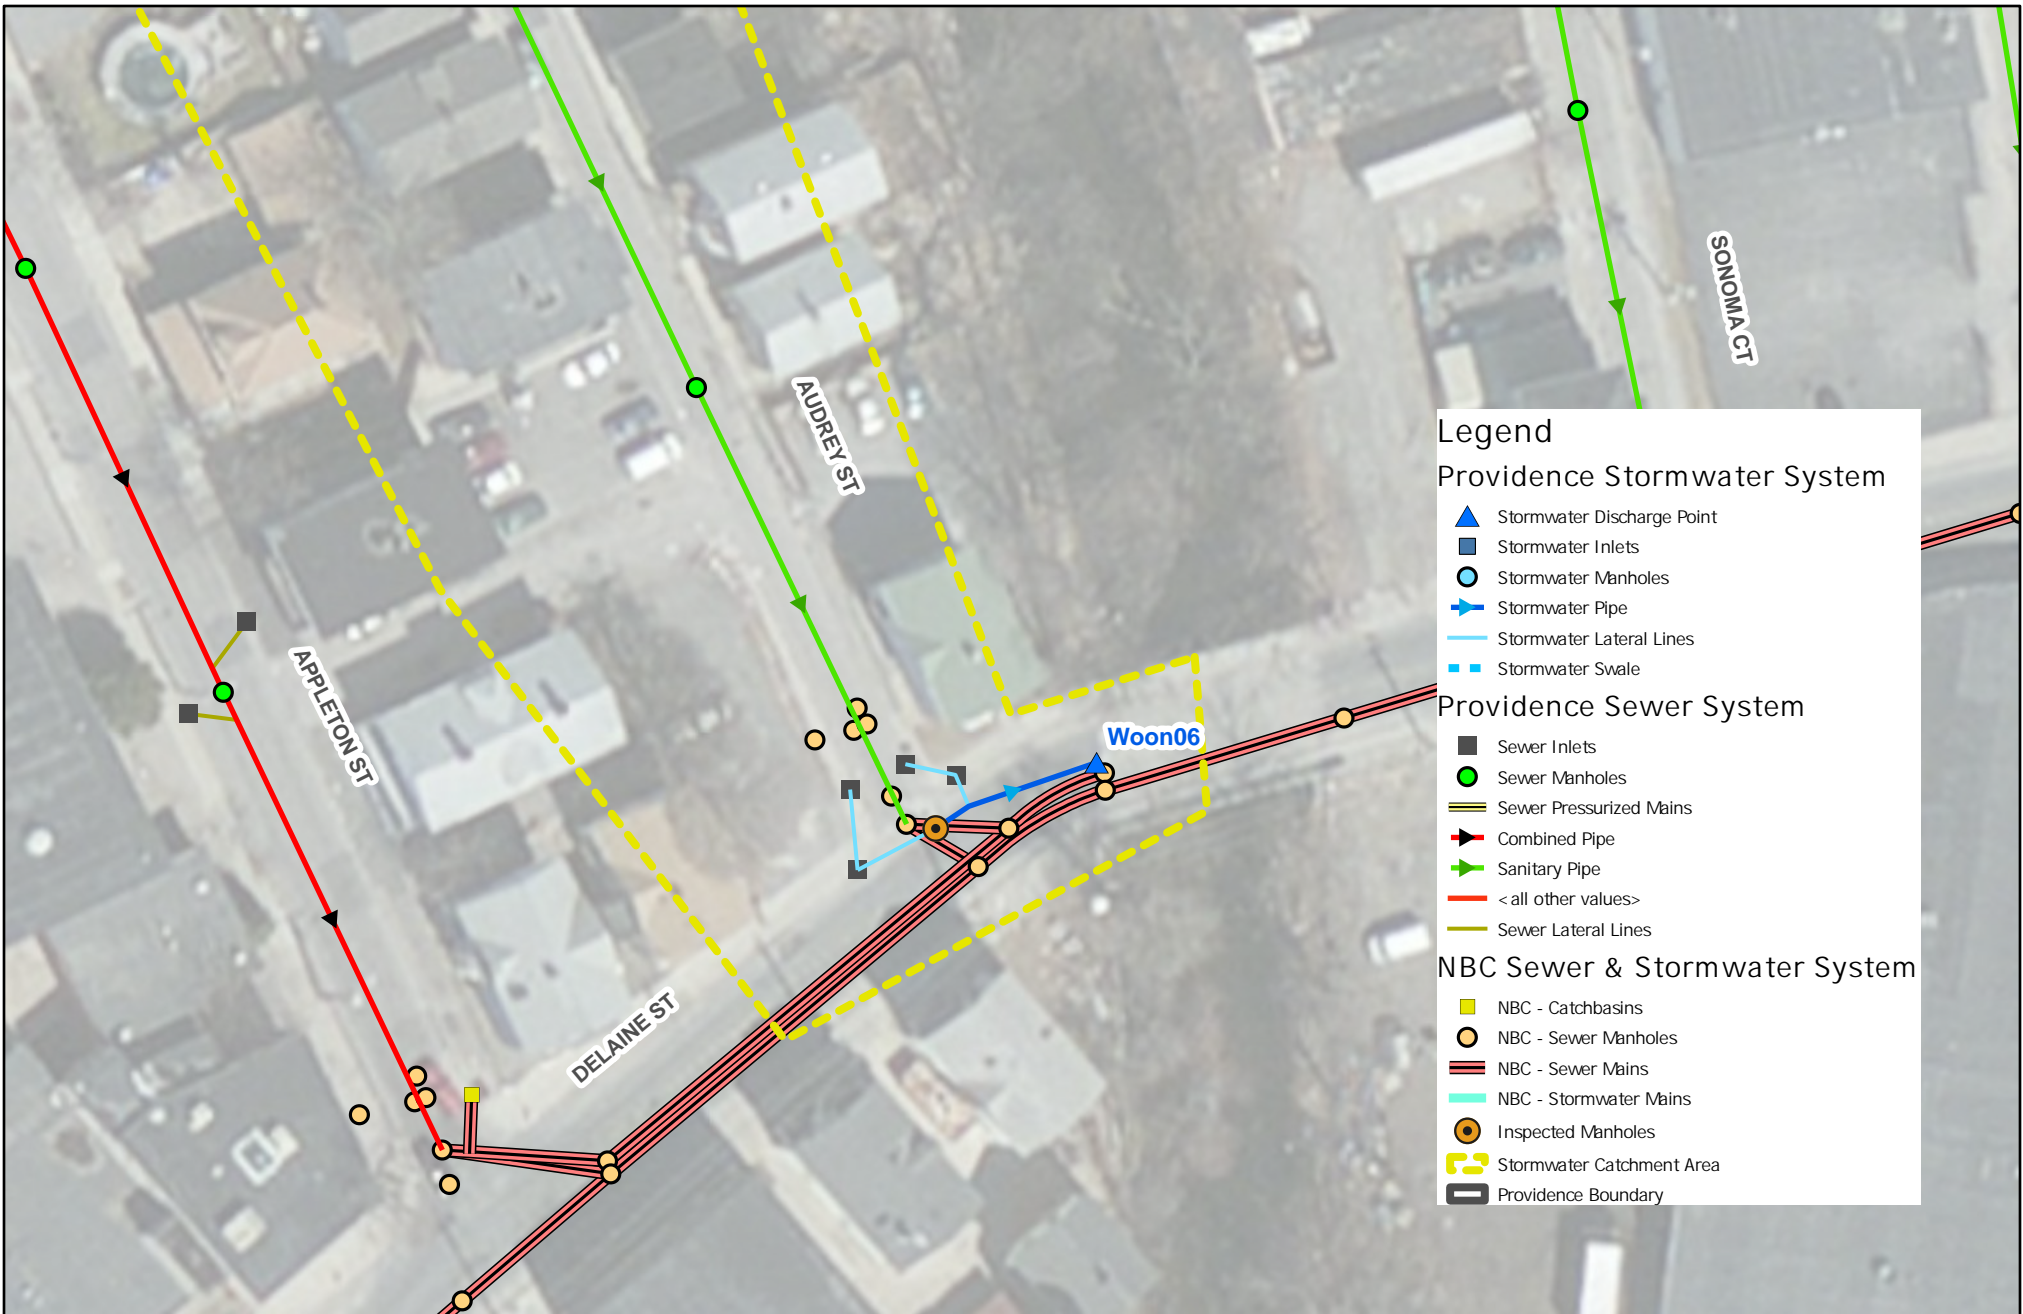 SONOMA CT
AUDREY ST
APPLETON ST
Woon06
DELAINE ST
Legend
Providence Stormwater System
Stormwater Discharge Point
Stormwater Inlets
Stormwater Manholes
Stormwater Pipe
Stormwater Lateral Lines
Stormwater Swale
Providence Sewer System
Sewer Inlets
Sewer Manholes
Sewer Pressurized Mains
Combined Pipe
Sanitary Pipe
<all other values>
Sewer Lateral Lines
NBC Sewer & Stormwater System
NBC - Catchbasins
NBC - Sewer Manholes
NBC - Sewer Mains
NBC - Stormwater Mains
Inspected Manholes
Stormwater Catchment Area
Providence Boundary